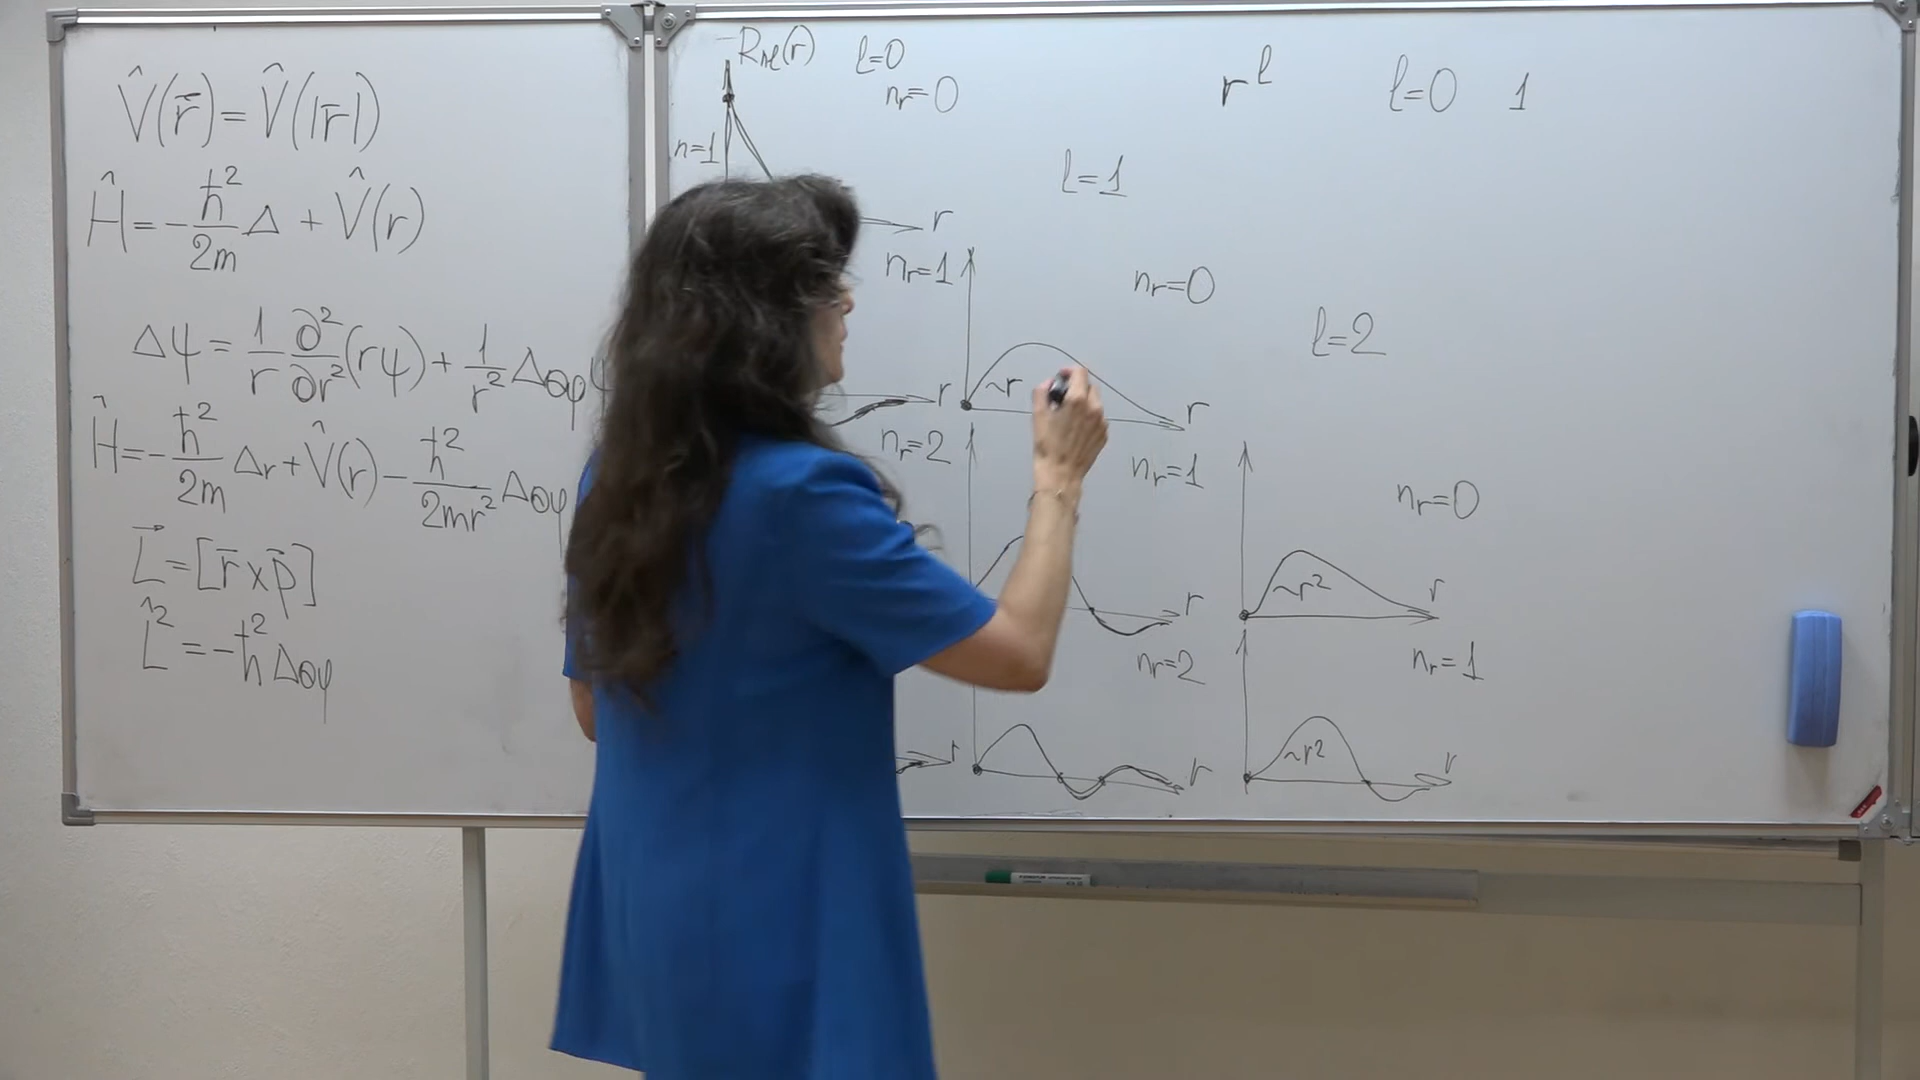 V̂(r̄) = V̂(|r̄|)
Ĥ = -ħ²/2m Δ + V̂(r)
Δψ = 1/r ∂²/∂r² (rψ) + 1/r² Δθφ ψ
Ĥ = -ħ²/2m Δr + V̂(r) - ħ²/2mr² Δθφ
L⃗ = [r̄ × p̄]
L̂² = -ħ² Δθφ
Rnl(r) l=0
nr=0
n=1
r
nr=1
r
nr=2
r
rˡ l=0 1
l=1
nr=0
~r
r
nr=1
r
nr=2
r
l=2
nr=0
~r²
r
nr=1
~r²
r